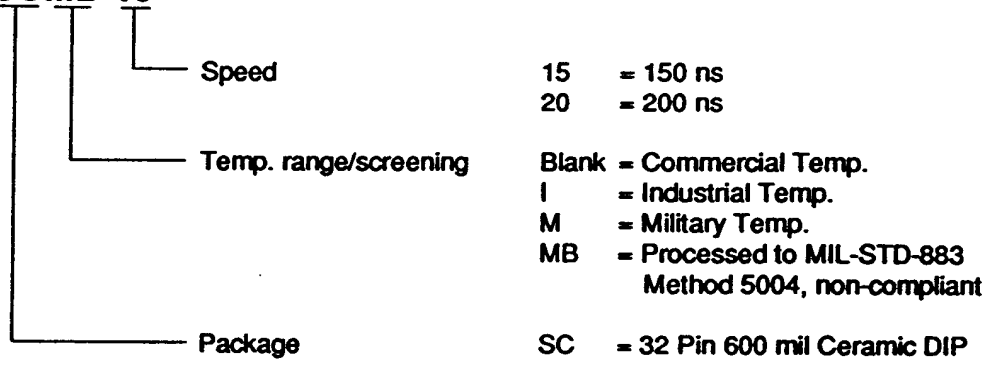 Speed 15 = 150 ns
20 = 200 ns
Temp. range/screening Blank = Commercial Temp.
I = Industrial Temp.
M = Military Temp.
MB = Processed to MIL-STD-883
Method 5004, non-compliant
Package SC = 32 Pin 600 mil Ceramic DIP